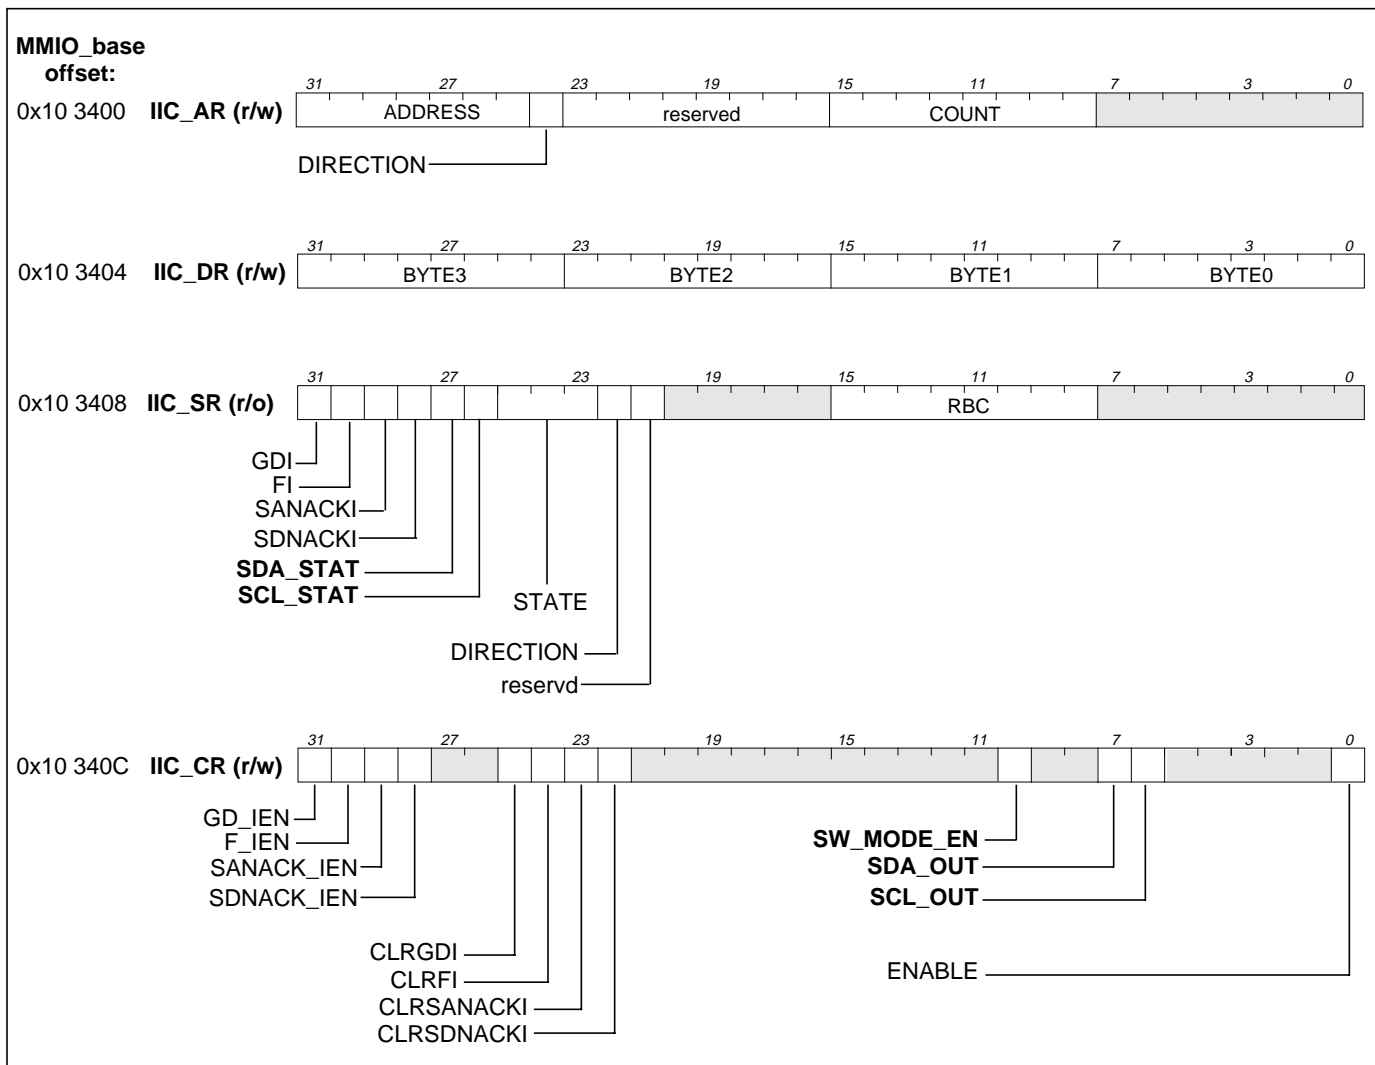 MMIO_base
offset:
31 27 23 19 15 11 7 3 0
0x10 3400 IIC_AR (r/w) ADDRESS reserved COUNT
DIRECTION
31 27 23 19 15 11 7 3 0
0x10 3404 IIC_DR (r/w) BYTE3 BYTE2 BYTE1 BYTE0
31 27 23 19 15 11 7 3 0
0x10 3408 IIC_SR (r/o) RBC
GDI
FI
SANACKI
SDNACKI
SDA_STAT
SCL_STAT STATE
DIRECTION
reservd
31 27 23 19 15 11 7 3 0
0x10 340C IIC_CR (r/w)
GD_IEN
F_IEN SW_MODE_EN
SANACK_IEN SDA_OUT
SDNACK_IEN SCL_OUT
CLRGDI
CLRFI ENABLE
CLRSANACKI
CLRSDNACKI